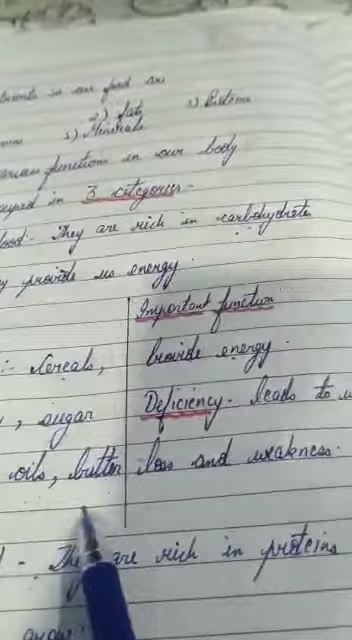 in our food are
2) fats 3) Proteins
5) Minerals
functions in our body
in 3 categories -
food:- They are rich in carbohydrate
provide us energy.
Important function
:- Cereals, Provide energy.
, sugar Deficiency - leads to
oils, butter loss and weakness.
- They are rich in proteins